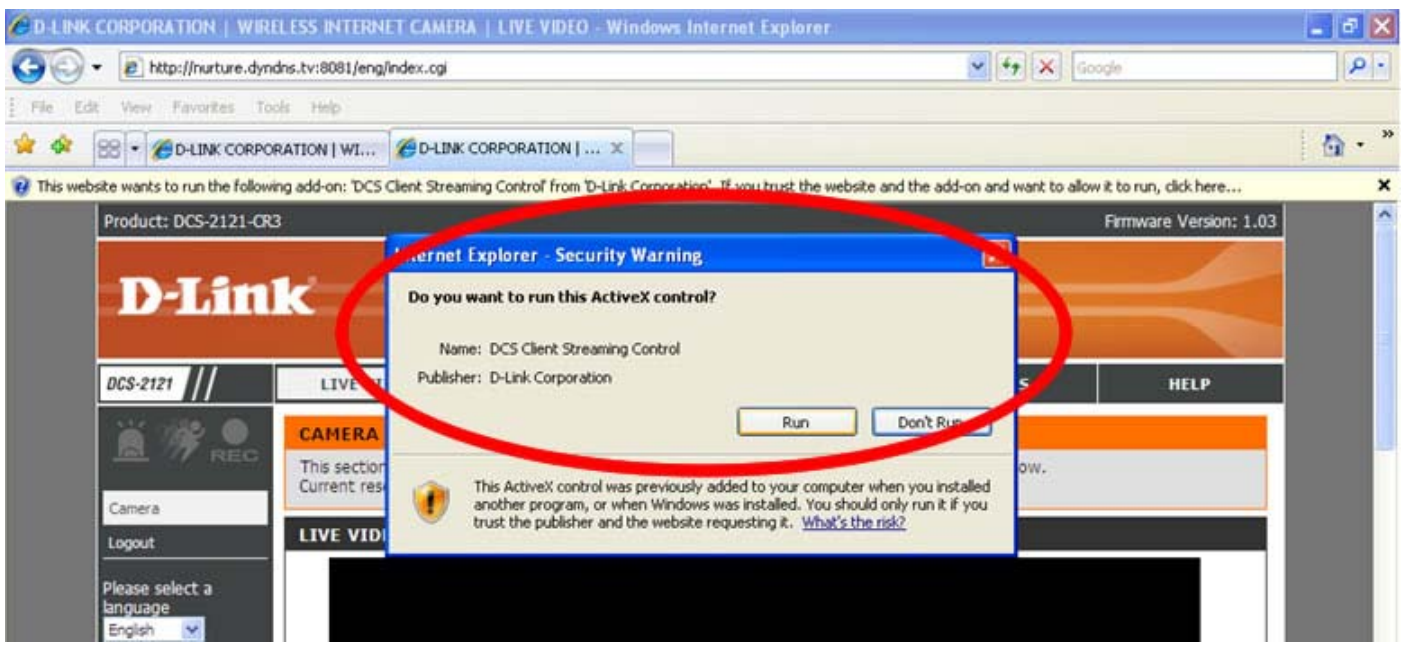 D-LINK CORPORATION | WIRELESS INTERNET CAMERA | LIVE VIDEO - Windows Internet Explorer
http://nurture.dyndns.tv:8081/eng/index.cgi
Google
File Edit View Favorites Tools Help
D-LINK CORPORATION | WI...
D-LINK CORPORATION | ...
This website wants to run the following add-on: 'DCS Client Streaming Control' from 'D-Link Corporation'. If you trust the website and the add-on and want to allow it to run, click here...
Product: DCS-2121-CR3
Firmware Version: 1.03
D-Link
Internet Explorer - Security Warning
Do you want to run this ActiveX control?
Name: DCS Client Streaming Control
Publisher: D-Link Corporation
Run
Don't Run
This ActiveX control was previously added to your computer when you installed
another program, or when Windows was installed. You should only run it if you
trust the publisher and the website requesting it. What's the risk?
DCS-2121
LIVE
HELP
REC
CAMERA
This section
Current res
ow.
Camera
Logout
LIVE VID
Please select a
language
English